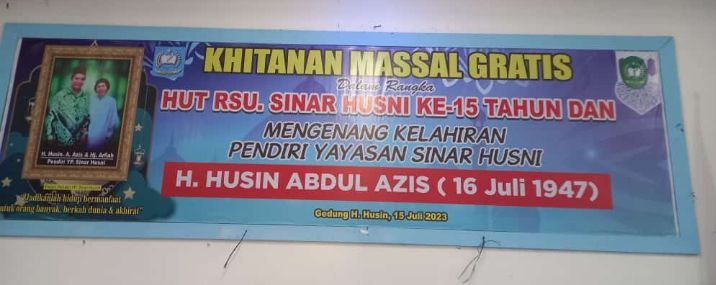 KHITANAN MASSAL GRATIS
Dalam Rangka
HUT RSU. SINAR HUSNI KE-15 TAHUN DAN
MENGENANG KELAHIRAN
PENDIRI YAYASAN SINAR HUSNI
H. HUSIN ABDUL AZIS ( 16 Juli 1947)
Gedung H. Husin, 15 Juli 2023
H. Husin. A. Azis & Hj. Arfiah
Pendiri YP. Sinar Husni
"Jadikanlah hidup bermanfaat
untuk orang banyak, berkah dunia & akhirat"